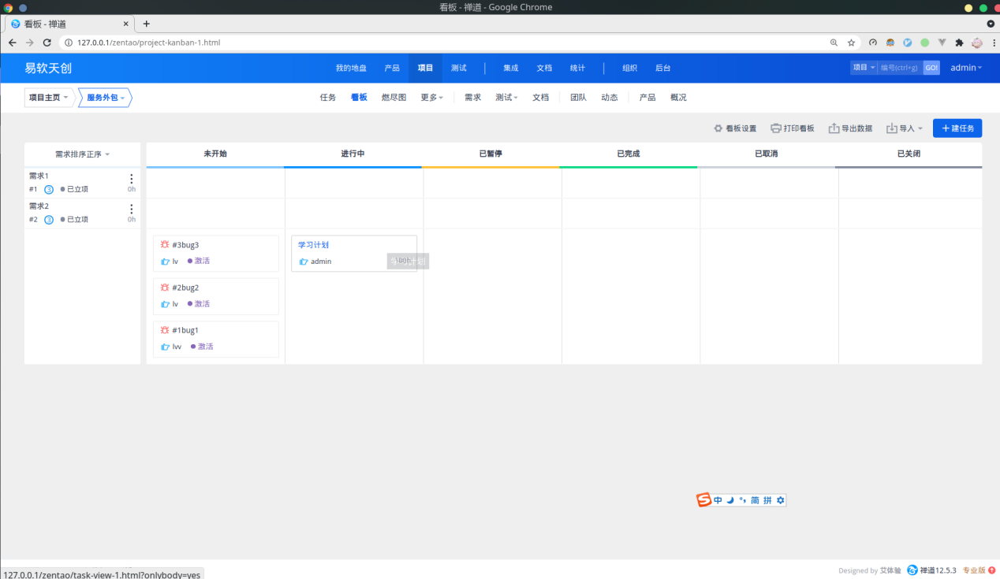 看板 - 禅道 - Google Chrome
看板 - 禅道
127.0.0.1/zentao/project-kanban-1.html
易软天创 我的地盘 产品 项目 测试 集成 文档 统计 组织 后台 项目 编号(ctrl+g) GO! admin
项目主页 服务外包 任务 看板 燃尽图 更多 需求 测试 文档 团队 动态 产品 概况
看板设置 打印看板 导出数据 导入 建任务
需求排序正序 未开始 进行中 已暂停 已完成 已取消 已关闭
需求1
#1 3 已立项 0h
需求2
#2 3 已立项 0h
#3bug3
lv 激活
#2bug2
lv 激活
#1bug1
lvv 激活
学习计划
admin
学习计划
中 简 拼
127.0.0.1/zentao/task-view-1.html?onlybody=yes
Designed by 艾体验 禅道12.5.3 专业版